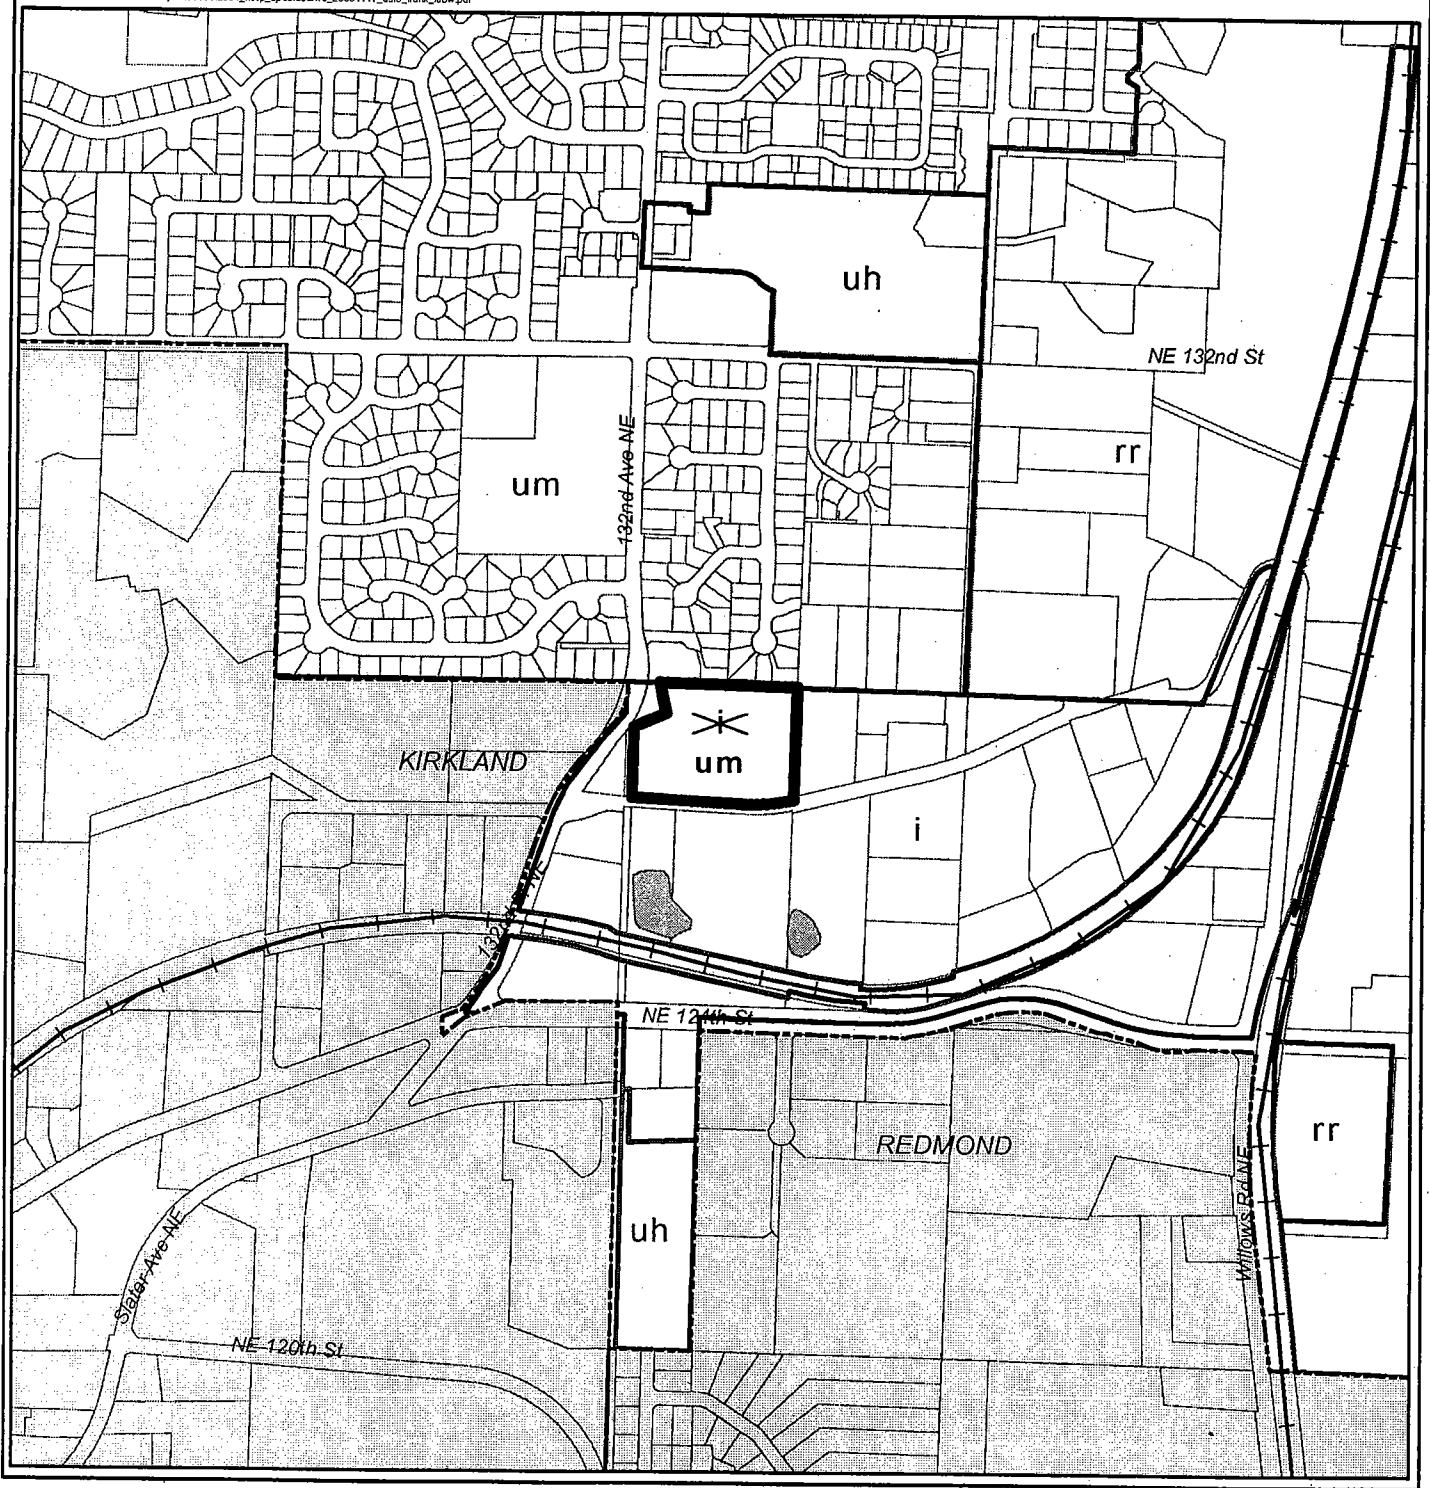 uh
NE 132nd St
rr
um
132nd Ave NE
i
um
KIRKLAND
i
NE 124th St
REDMOND
rr
uh
Willows Rd NE
Slater Ave NE
NE 120th St